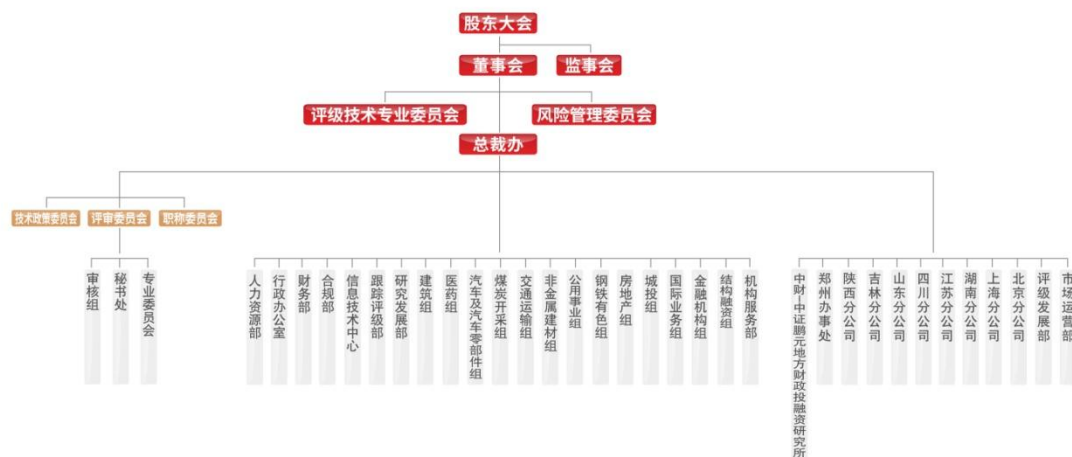 股东大会
董事会
监事会
评级技术专业委员会
风险管理委员会
总裁办
技术政策委员会
评审委员会
职称委员会
审核组
秘书处
专业委员会
人力资源部
行政办公室
财务部
合规部
信息技术中心
跟踪评级部
研究发展部
建筑组
医药组
汽车及汽车零部件组
煤炭开采组
交通运输组
非金属建材组
公用事业组
钢铁有色组
房地产组
城投组
国际业务组
金融机构组
结构融资组
机构服务部
中财-中证鹏元地方财政投融资研究所
郑州办事处
陕西分公司
吉林分公司
山东分公司
四川分公司
江苏分公司
湖南分公司
上海分公司
北京分公司
评级发展部
市场运营部